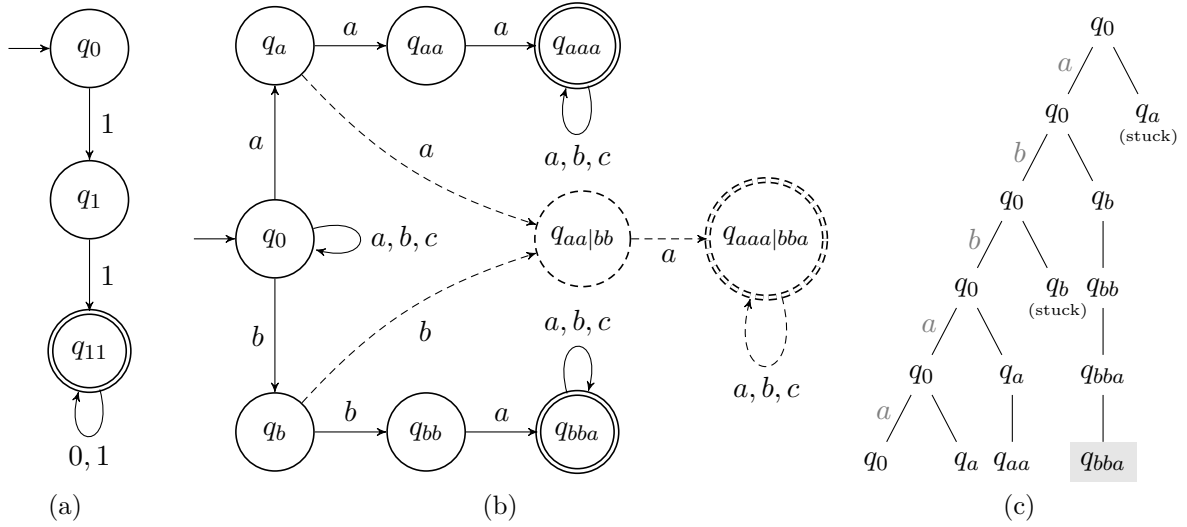 q0
1
q1
1
q11
0, 1
(a)
qa
a
qaa
a
qaaa
a, b, c
a
a
q0
a, b, c
qaa|bb
a
qaaa|bba
a, b, c
b
b
a, b, c
qb
b
qbb
a
qbba
(b)
q0
a
q0
qa
(stuck)
b
q0
qb
b
q0
qb
(stuck)
qbb
a
q0
qa
qbba
a
q0
qa
qaa
qbba
(c)